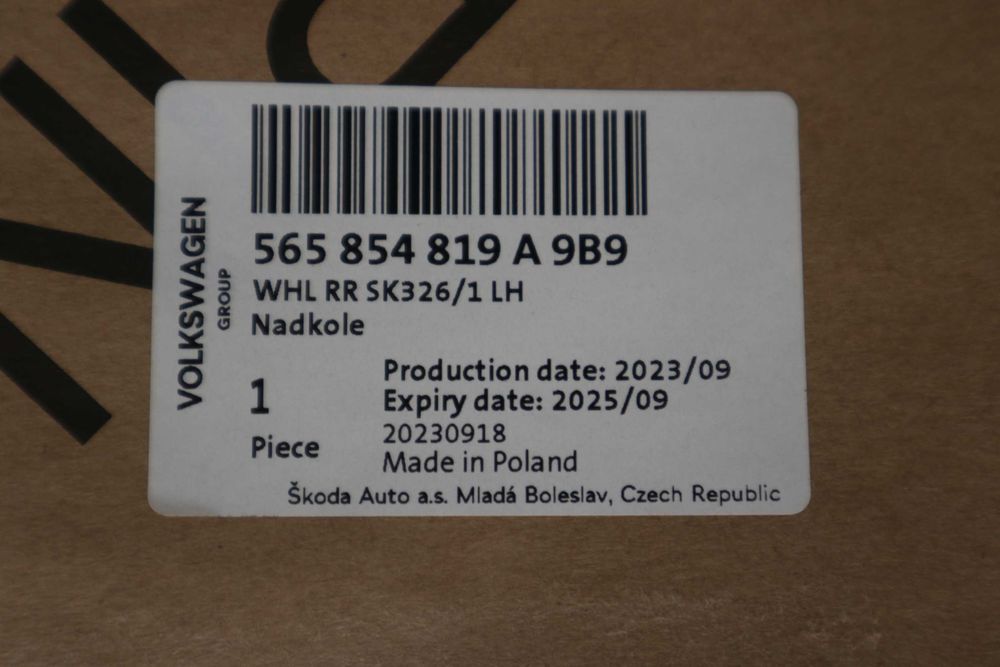 VOLKSWAGEN
GROUP
565 854 819 A 9B9
WHL RR SK326/1 LH
Nadkole
1
Piece
Production date: 2023/09
Expiry date: 2025/09
20230918
Made in Poland
Škoda Auto a.s. Mladá Boleslav, Czech Republic